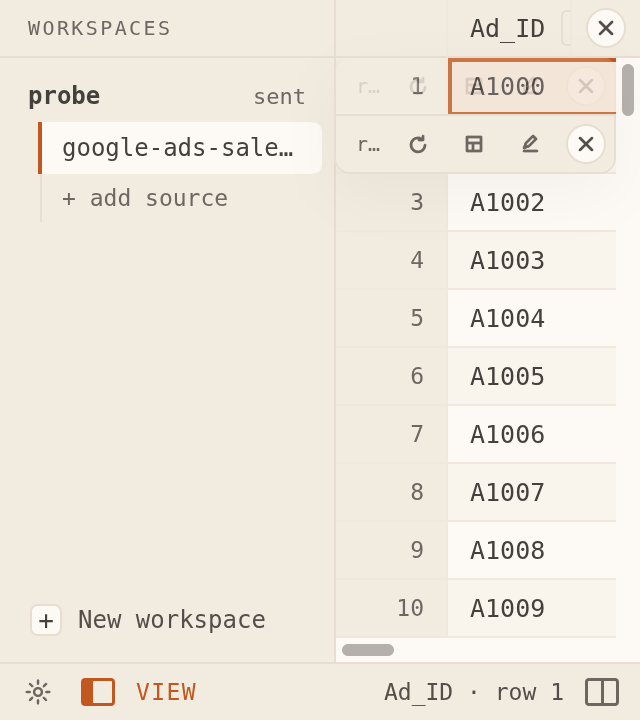 WORKSPACES
Ad_ID
probe sent
google-ads-sale…
+ add source
r… 1 A1000
r…
3 A1002
4 A1003
5 A1004
6 A1005
7 A1006
8 A1007
9 A1008
10 A1009
+ New workspace
VIEW
Ad_ID · row 1